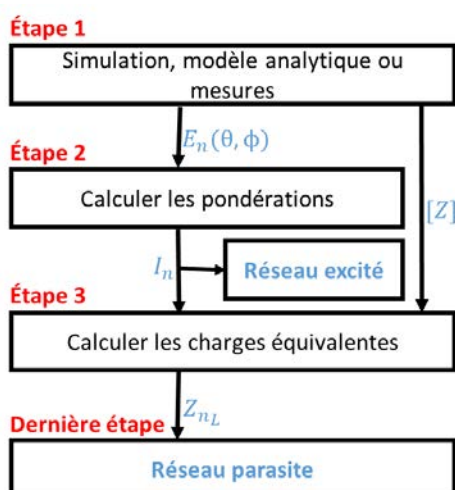 Étape 1
Simulation, modèle analytique ou
mesures
E_n(θ, ϕ)
Étape 2
Calculer les pondérations
[Z]
I_n
Réseau excité
Étape 3
Calculer les charges équivalentes
Z_{n_L}
Dernière étape
Réseau parasite